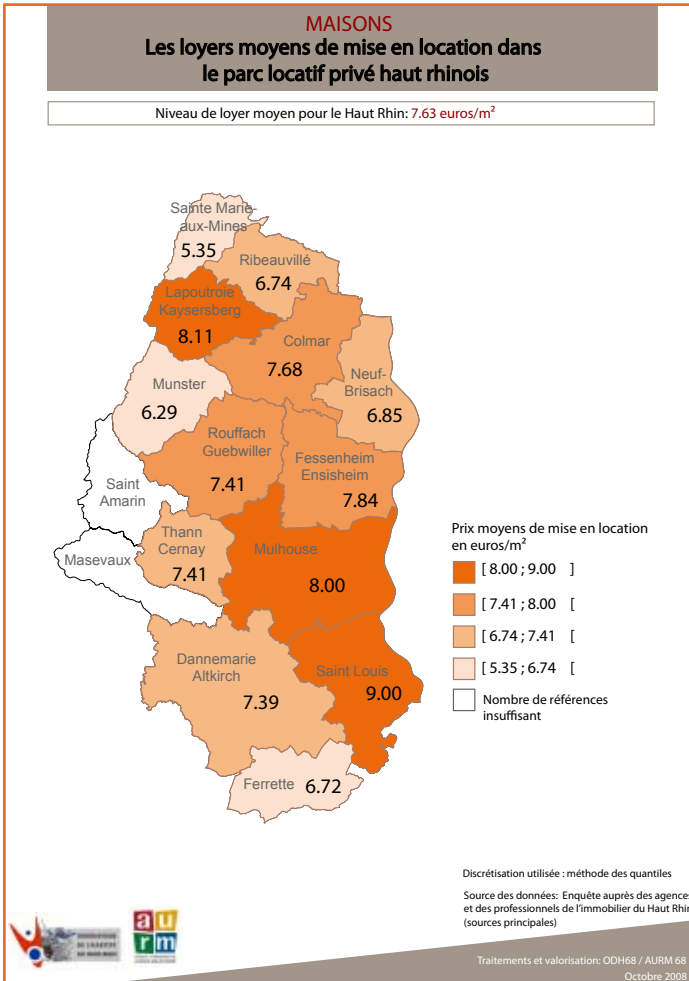 MAISONS
Les loyers moyens de mise en location dans
le parc locatif privé haut rhinois
Niveau de loyer moyen pour le Haut Rhin: 7.63 euros/m²
Sainte Marie-
aux-Mines
5.35
Ribeauvillé
6.74
Lapoutroie
Kaysersberg
8.11
Colmar
7.68
Neuf-
Brisach
6.85
Munster
6.29
Rouffach
Guebwiller
7.41
Fessenheim
Ensisheim
7.84
Saint
Amarin
Thann
Cernay
7.41
Masevaux
Mulhouse
8.00
Dannemarie
Altkirch
7.39
Saint Louis
9.00
Ferrette 6.72
Prix moyens de mise en location
en euros/m²
[ 8.00 ; 9.00 ]
[ 7.41 ; 8.00 [
[ 6.74 ; 7.41 [
[ 5.35 ; 6.74 [
Nombre de références
insuffisant
Discrétisation utilisée : méthode des quantiles
Source des données: Enquête auprès des agences
et des professionnels de l'immobilier du Haut Rhin
(sources principales)
au
rm
Traitements et valorisation: ODH68 / AURM 68
Octobre 2008